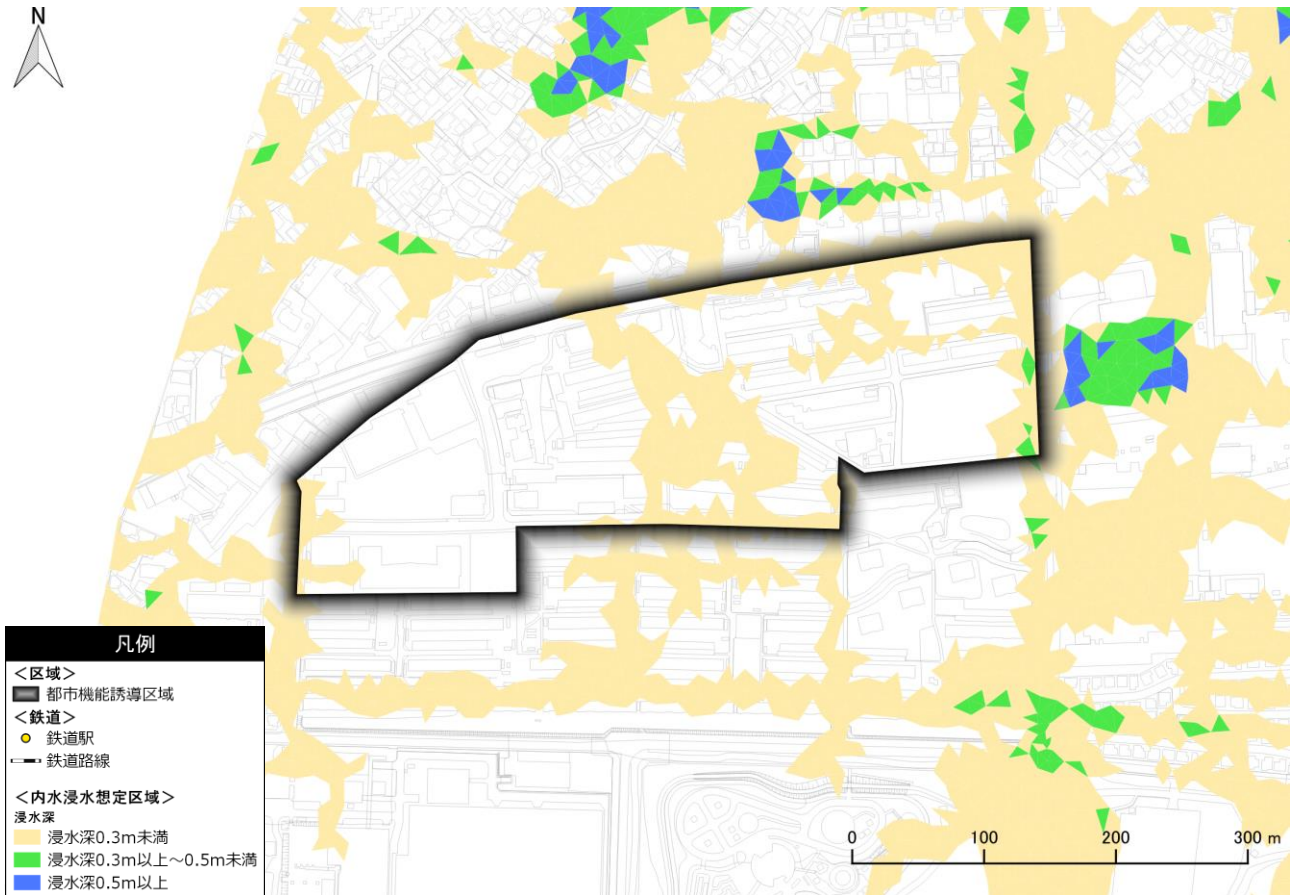 N
凡例
＜区域＞
都市機能誘導区域
＜鉄道＞
鉄道駅
鉄道路線
＜内水浸水想定区域＞
浸水深
浸水深0.3m未満
浸水深0.3m以上～0.5m未満
浸水深0.5m以上
0 100 200 300 m